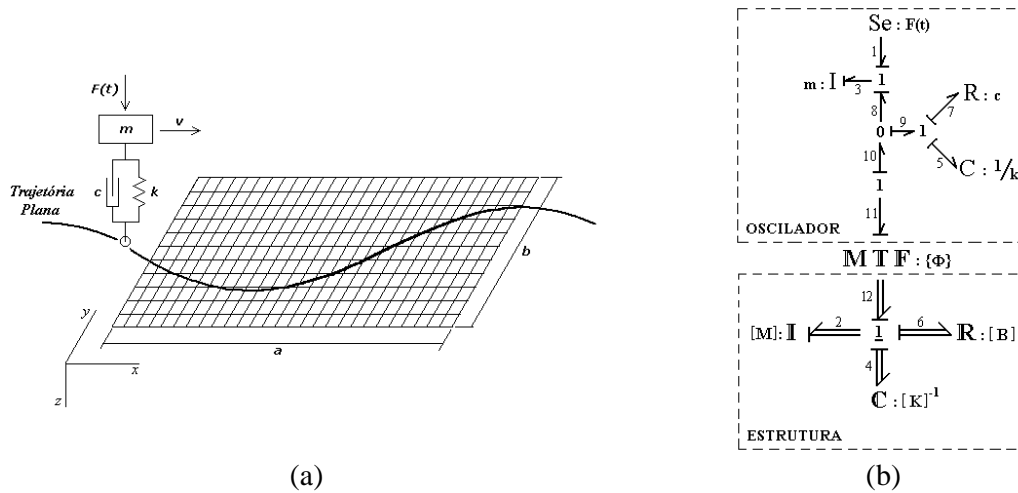 F(t)
m
v
c
k
Trajetória
Plana
b
a
y
x
z
(a)
Se : F(t)
1
m : I
3
1
8
R : c
7
0
9
1
10
5
C : 1/k
1
11
OSCILADOR
MTF : {Φ}
12
[M] : I
2
1
6
R : [B]
4
C : [K]⁻¹
ESTRUTURA
(b)